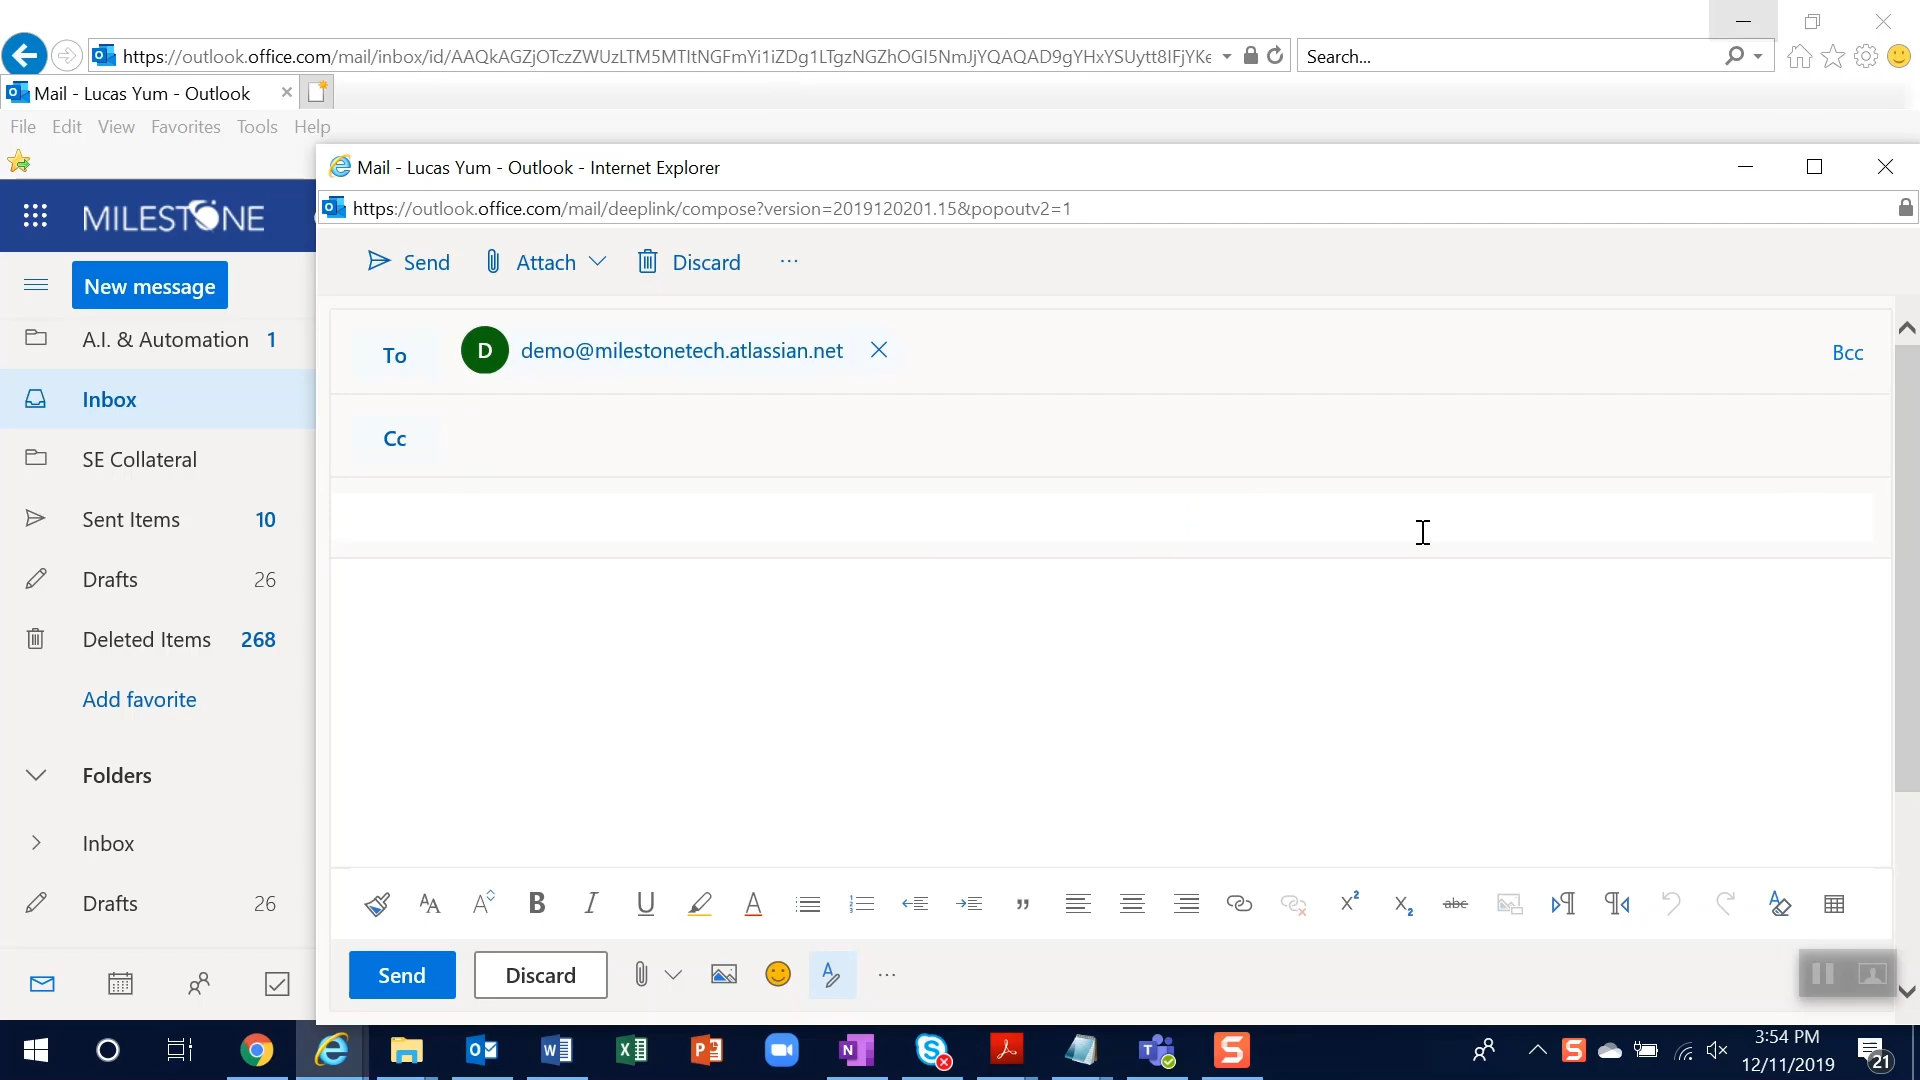 https://outlook.office.com/mail/inbox/id/AAQkAGZjOTczZWUzLTM5MTItNGFmYi1iZDg1LTgzNGZhOGI5NmJjYQAQAD9gYHxYSUytt8IFjYKe
Search...
Mail - Lucas Yum - Outlook
File Edit View Favorites Tools Help
Mail - Lucas Yum - Outlook - Internet Explorer
https://outlook.office.com/mail/deeplink/compose?version=2019120201.15&popoutv2=1
MILESTONE
Send Attach Discard ...
New message
A.I. & Automation 1
To D demo@milestonetech.atlassian.net Bcc
Inbox
Cc
SE Collateral
Sent Items 10
Drafts 26
Deleted Items 268
Add favorite
Folders
Inbox
Drafts 26
Send Discard ...
3:54 PM
12/11/2019
21